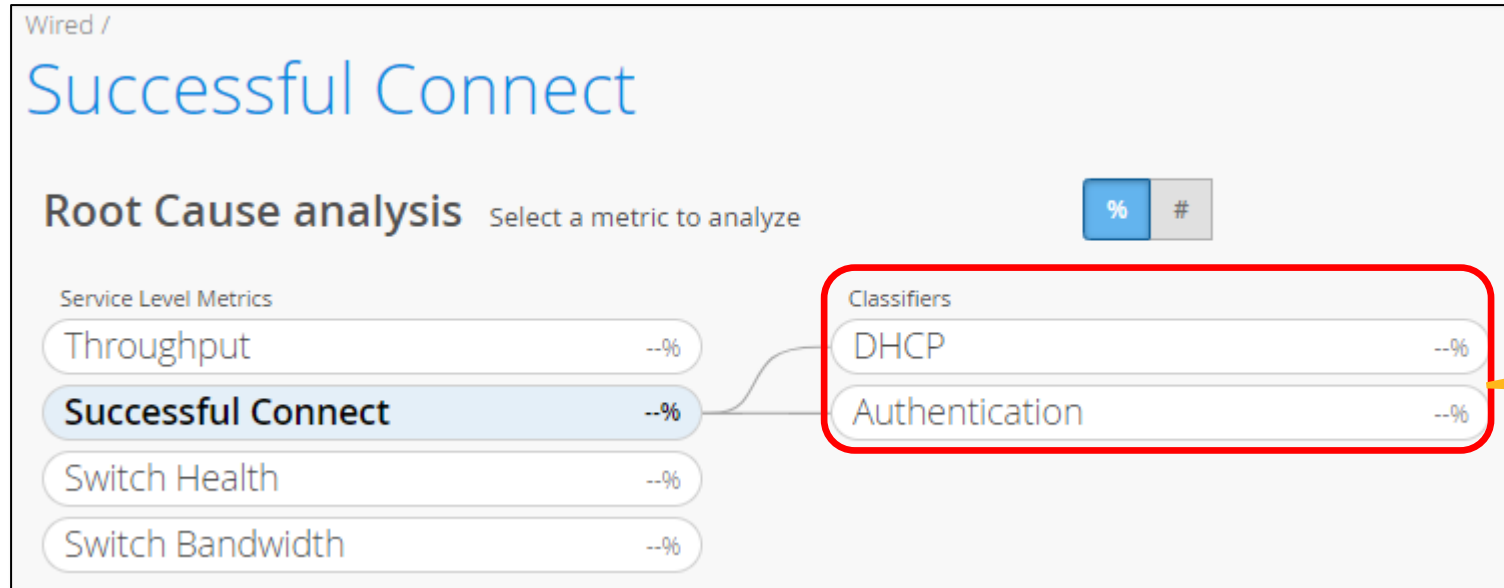 Wired /
Successful Connect
Root Cause analysis Select a metric to analyze % #
Service Level Metrics
Throughput --%
Successful Connect --%
Switch Health --%
Switch Bandwidth --%
Classifiers
DHCP --%
Authentication --%